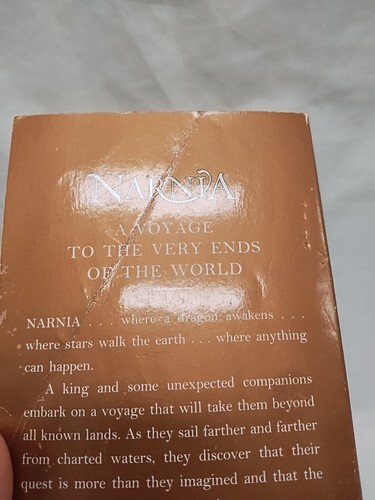 NARNIA
A VOYAGE
TO THE VERY ENDS
OF THE WORLD
NARNIA . . . where a dragon awakens . . .
where stars walk the earth . . . where anything
can happen.
A king and some unexpected companions
embark on a voyage that will take them beyond
all known lands. As they sail farther and farther
from charted waters, they discover that their
quest is more than they imagined and that the